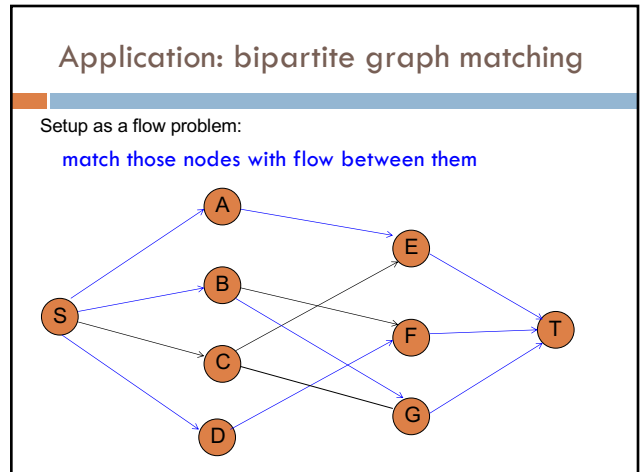 Application: bipartite graph matching
Setup as a flow problem:
match those nodes with flow between them
A
E
B
S
F
T
C
G
D